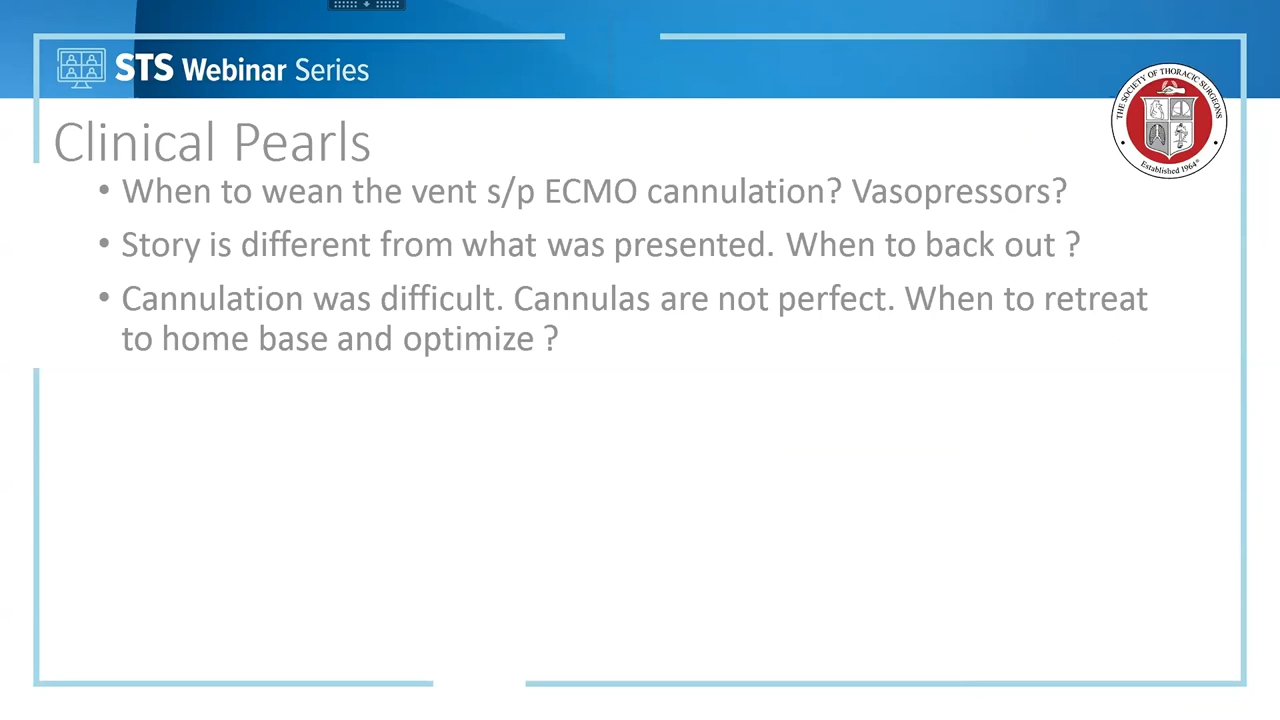 STS Webinar Series
THE SOCIETY OF THORACIC SURGEONS
Established 1964
Clinical Pearls
• When to wean the vent s/p ECMO cannulation? Vasopressors?
• Story is different from what was presented. When to back out ?
• Cannulation was difficult. Cannulas are not perfect. When to retreat
to home base and optimize ?